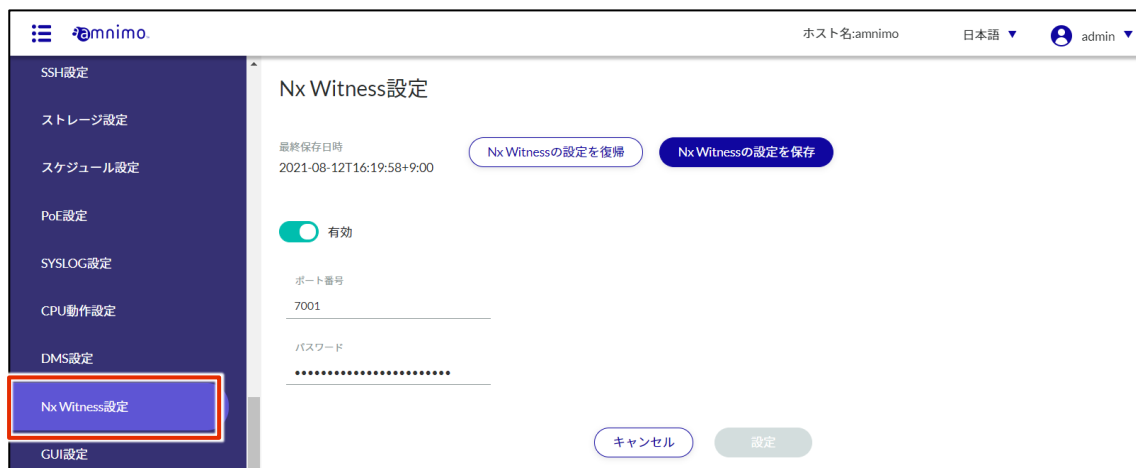 amnimo.
ホスト名:amnimo
日本語
admin
SSH設定
ストレージ設定
スケジュール設定
PoE設定
SYSLOG設定
CPU動作設定
DMS設定
Nx Witness設定
GUI設定
Nx Witness設定
最終保存日時
2021-08-12T16:19:58+9:00
Nx Witnessの設定を復帰
Nx Witnessの設定を保存
有効
ポート番号
7001
パスワード
••••••••••••••••••••••••
キャンセル
設定